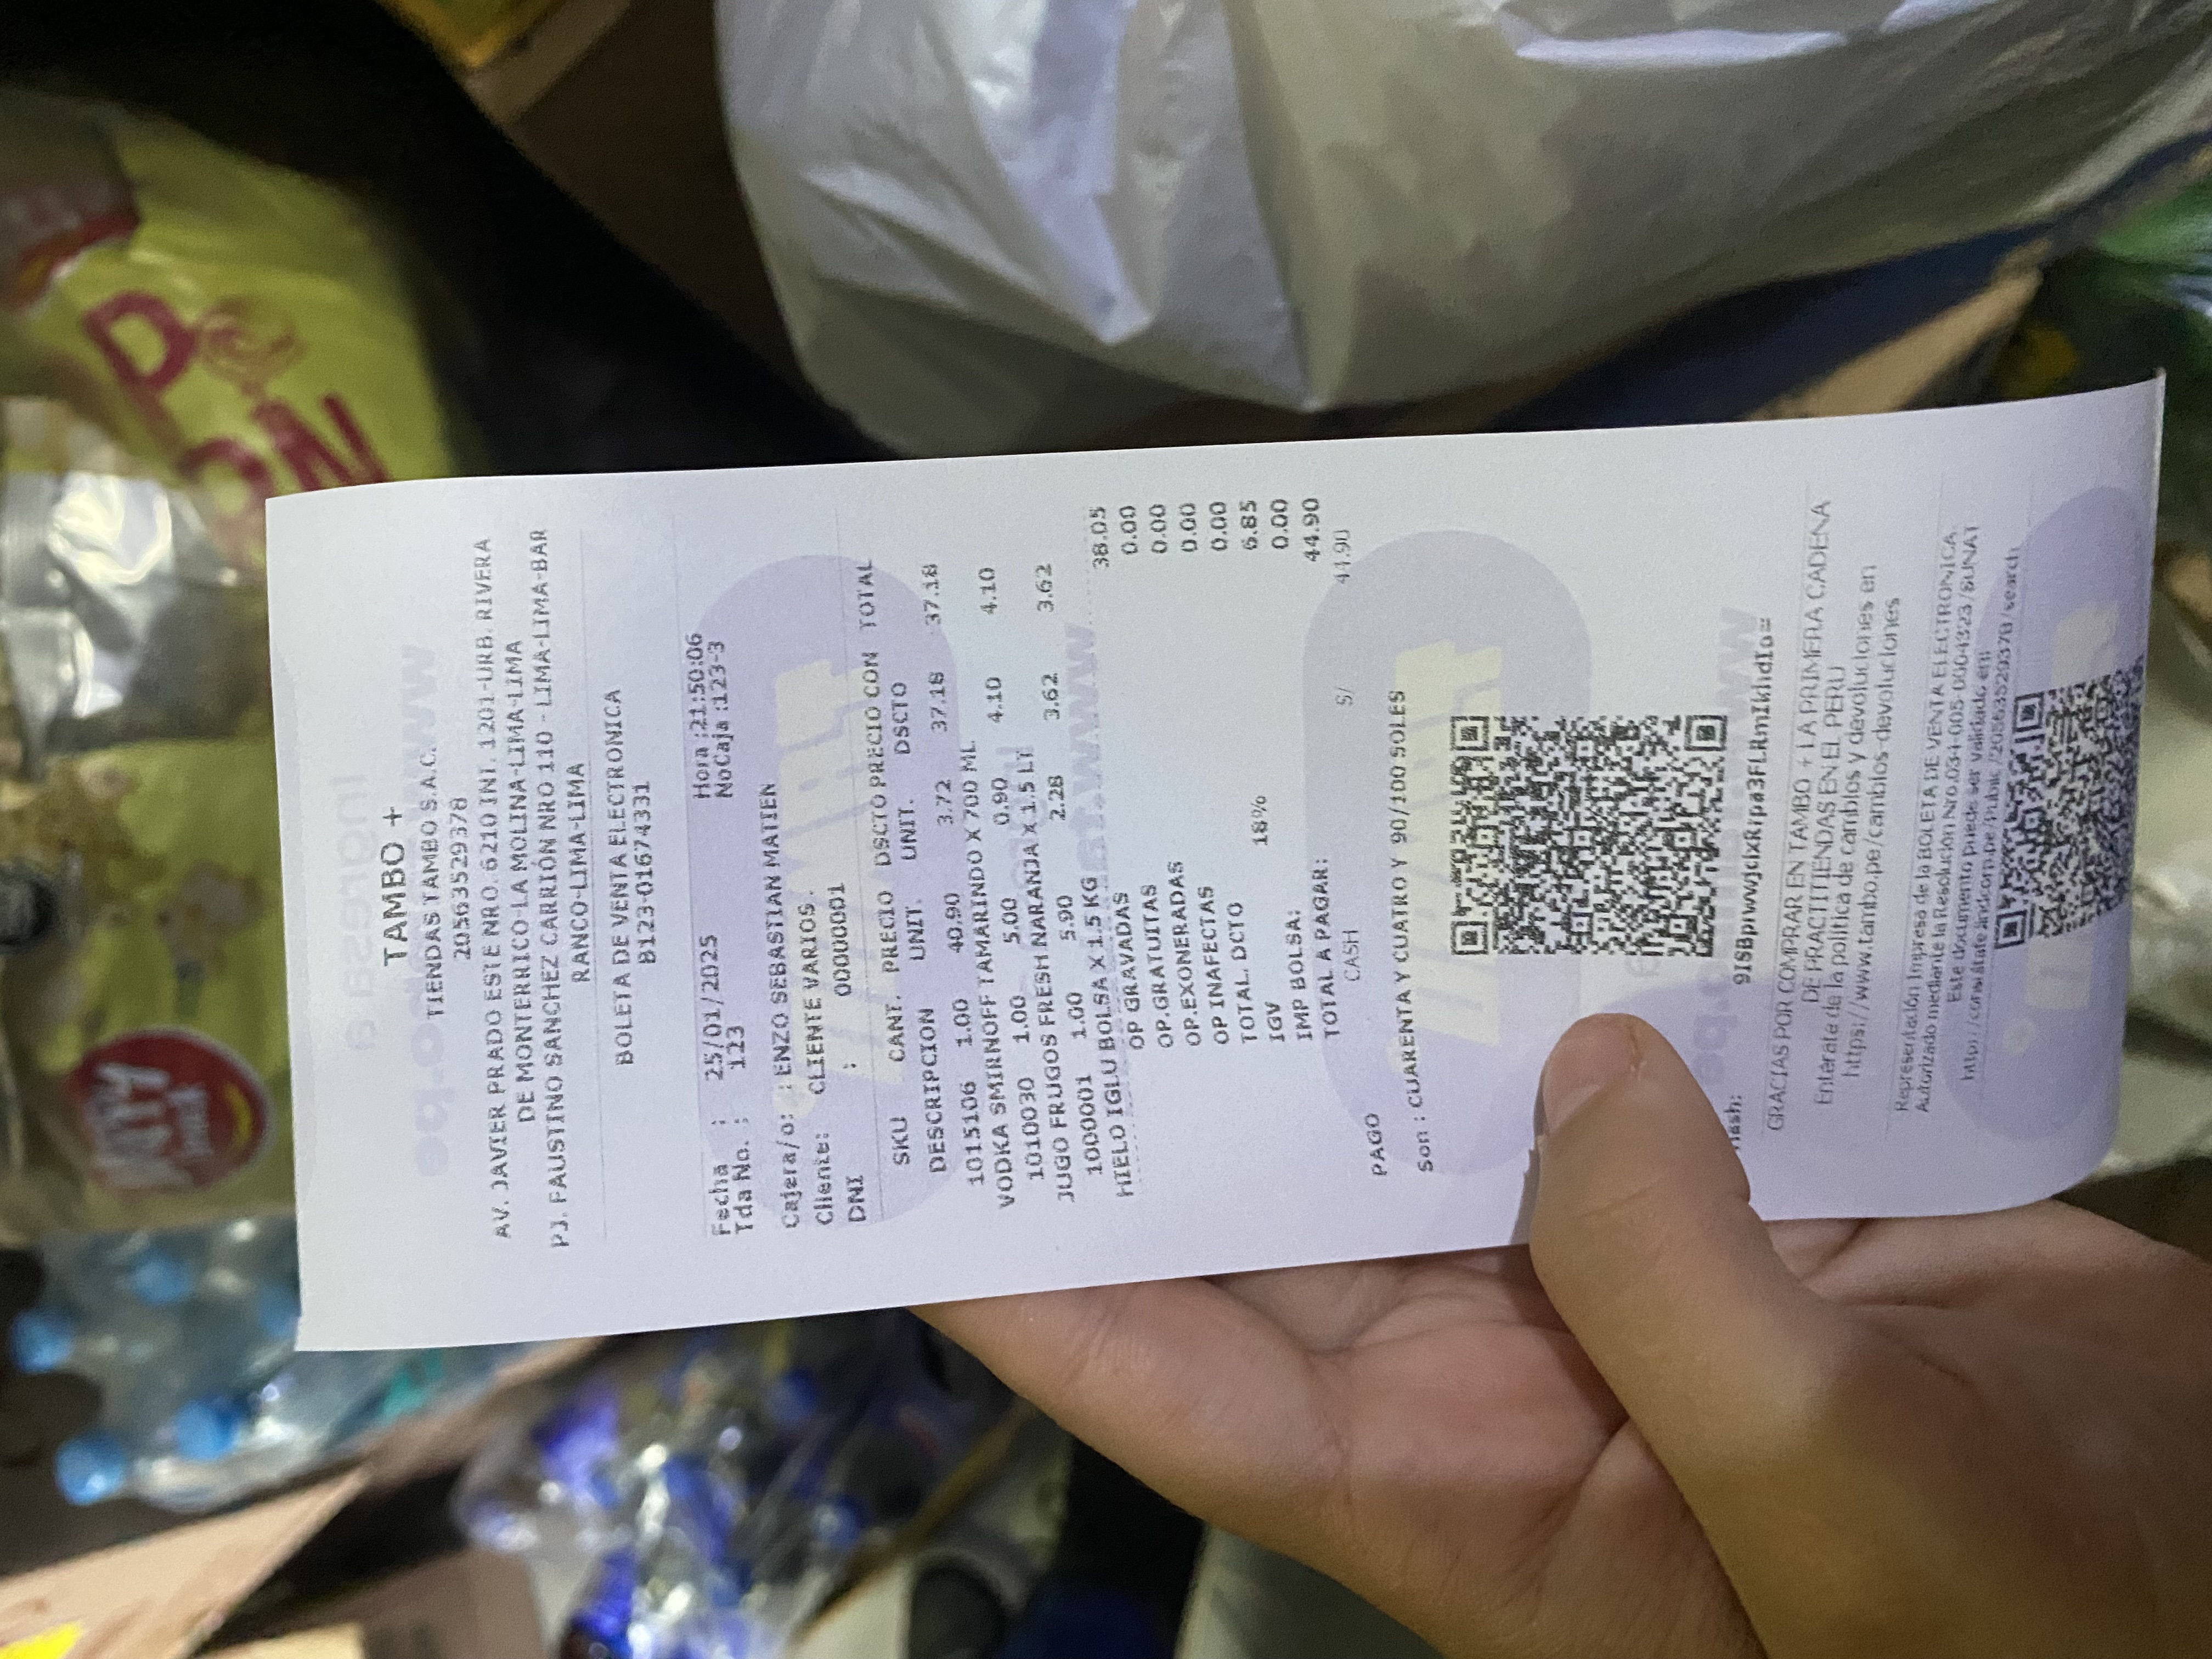 TAMBO +
TIENDAS TAMBO S.A.C.
20563529378
AV. JAVIER PRADO ESTE NRO. 6210 INT. 1201-URB. RIVERA
DE MONTERRICO-LA MOLINA-LIMA-LIMA
PJ. FAUSTINO SANCHEZ CARRIÓN NRO 110 - LIMA-LIMA-BAR
RANCO-LIMA-LIMA
BOLETA DE VENTA ELECTRONICA
B123-01674331
Fecha : 25/01/2025 Hora :21:50:06
Tda No. : 123 NoCaja :123-3
Cajera/o: : ENZO SEBASTIAN MATIEN
Cliente: CLIENTE VARIOS .
DNI : 00000001
SKU CANT. PRECIO DSCTO PRECIO CON TOTAL
DESCRIPCION UNIT. UNIT. DSCTO
1015106 1.00 40.90 3.72 37.18 37.18
VODKA SMIRNOFF TAMARINDO X 700 ML
1010030 1.00 5.00 0.90 4.10 4.10
JUGO FRUGOS FRESH NARANJA X 1.5 LT
1000001 1.00 5.90 2.28 3.62 3.62
HIELO IGLU BOLSA X 1.5 KG
OP GRAVADAS 38.05
OP.GRATUITAS 0.00
OP.EXONERADAS 0.00
OP INAFECTAS 0.00
TOTAL. DCTO 0.00
IGV 18% 6.85
IMP BOLSA: 0.00
TOTAL A PAGAR: 44.90
CASH S/ 44.90
PAGO
Son : CUARENTA Y CUATRO Y 90/100 SOLES
GRACIAS POR COMPRAR EN TAMBO + LA PRIMERA CADENA
DE PRACTITIENDAS EN EL PERU
Entérate de la política de cambios y devoluciones en
https://www.tambo.pe/cambios-devoluciones
Representación Impresa de la BOLETA DE VENTA ELECTRONICA.
Autorizado mediante la Resolución Nro.034-005-0004323/SUNAT
Este documento puede ser validado en:
/20563529378/search